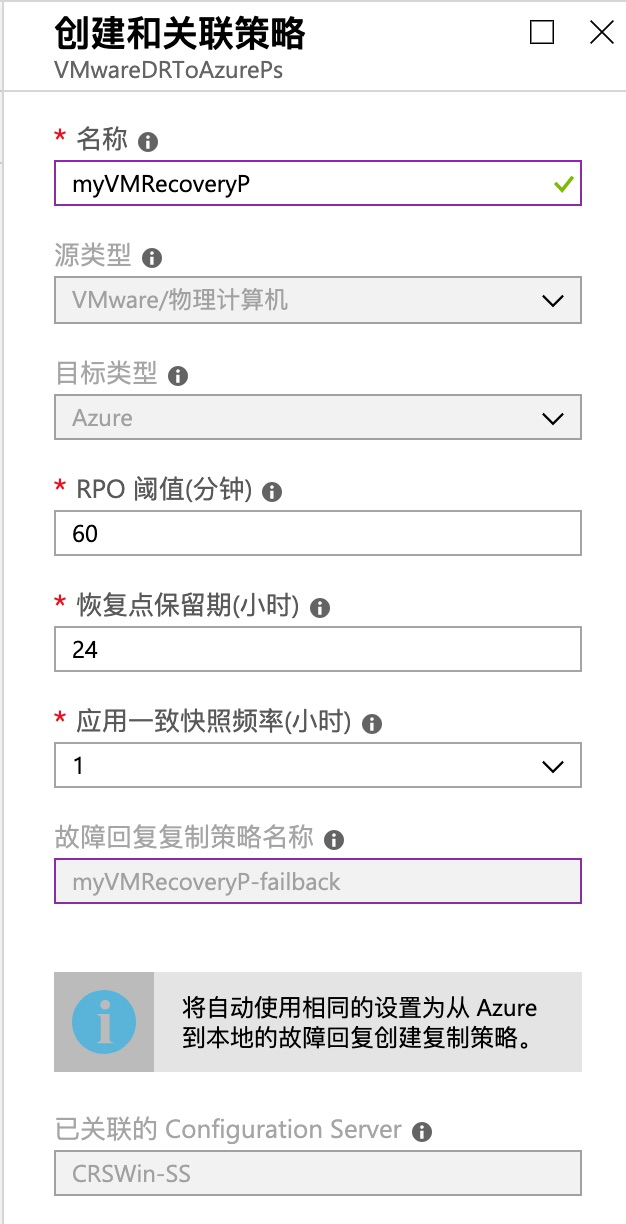 创建和关联策略
VMwareDRToAzurePs
* 名称
myVMRecoveryP
源类型
VMware/物理计算机
目标类型
Azure
* RPO 阈值(分钟)
60
* 恢复点保留期(小时)
24
* 应用一致快照频率(小时)
1
故障回复复制策略名称
myVMRecoveryP-failback
将自动使用相同的设置为从 Azure
到本地的故障回复创建复制策略。
已关联的 Configuration Server
CRSWin-SS